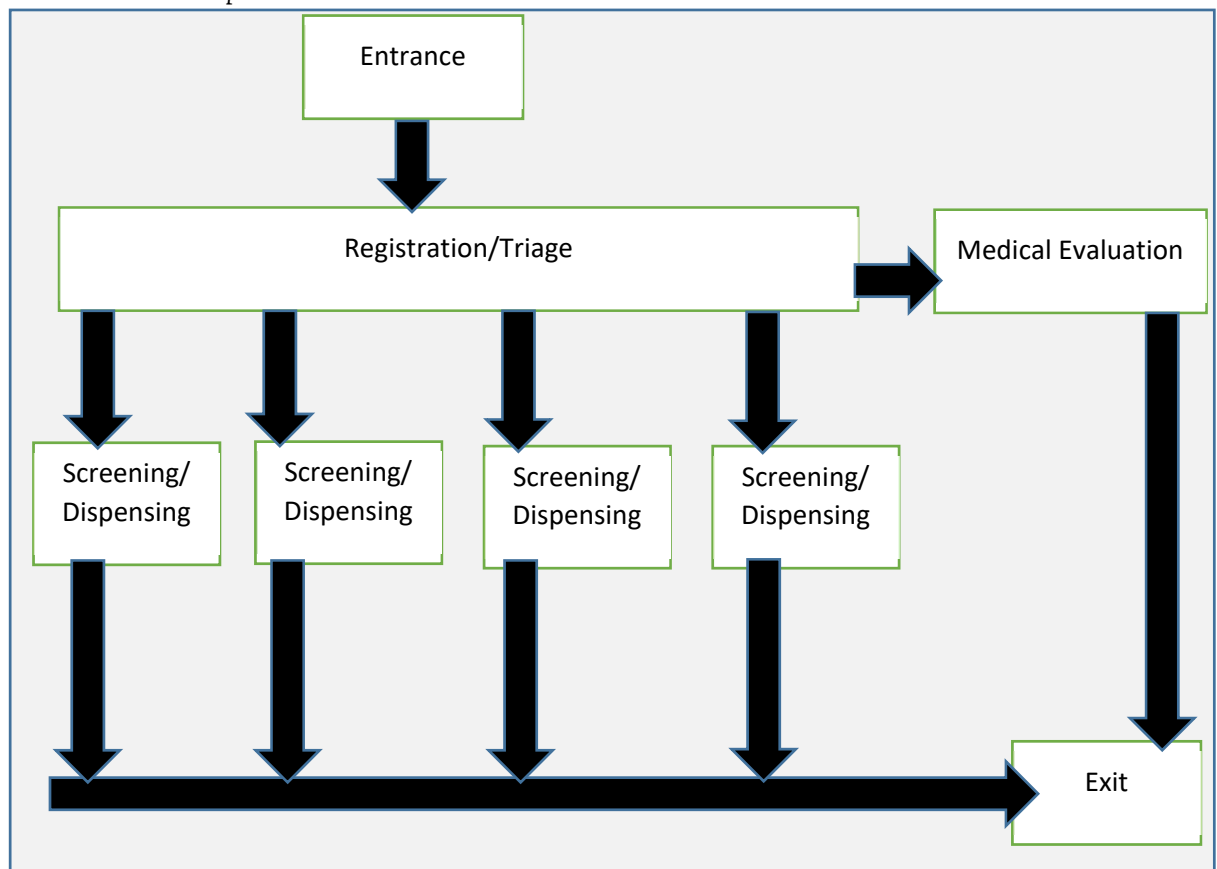 Entrance
Registration/Triage
Medical Evaluation
Screening/
Dispensing
Screening/
Dispensing
Screening/
Dispensing
Screening/
Dispensing
Exit